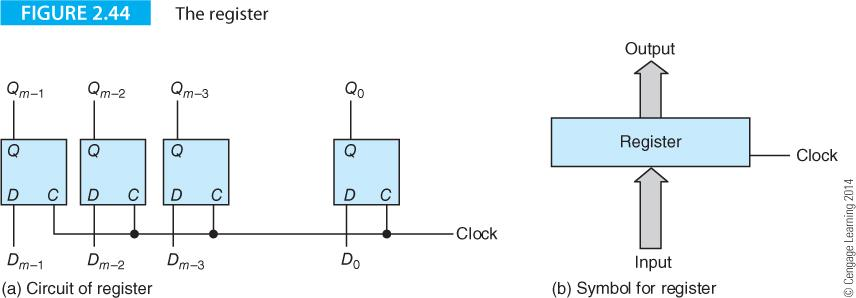 FIGURE 2.44 The register
Q_{m-1} Q_{m-2} Q_{m-3} Q_0
Q Q Q Q
D C D C D C D C
Clock
D_{m-1} D_{m-2} D_{m-3} D_0
(a) Circuit of register
Output
Register
Clock
Input
(b) Symbol for register
© Cengage Learning 2014